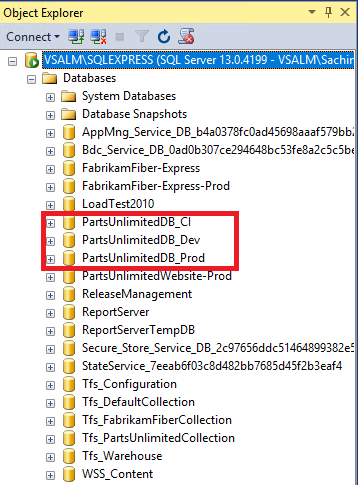 Object Explorer
Connect
VSALM\SQLEXPRESS (SQL Server 13.0.4199 - VSALM\Sachin
Databases
System Databases
Database Snapshots
AppMng_Service_DB_b4a0378fc0ad45698aaaf579bb2
Bdc_Service_DB_0ad0b307ce294648bc53fe8a2c5c5be
FabrikamFiber-Express
FabrikamFiber-Express-Prod
LoadTest2010
PartsUnlimitedDB_CI
PartsUnlimitedDB_Dev
PartsUnlimitedDB_Prod
PartsUnlimitedWebsite-Prod
ReleaseManagement
ReportServer
ReportServerTempDB
Secure_Store_Service_DB_2c97656ddc51464899382e5
StateService_7eeab6f03c8d482bb7685d45f2b3eaf4
Tfs_Configuration
Tfs_DefaultCollection
Tfs_FabrikamFiberCollection
Tfs_PartsUnlimitedCollection
Tfs_Warehouse
WSS_Content